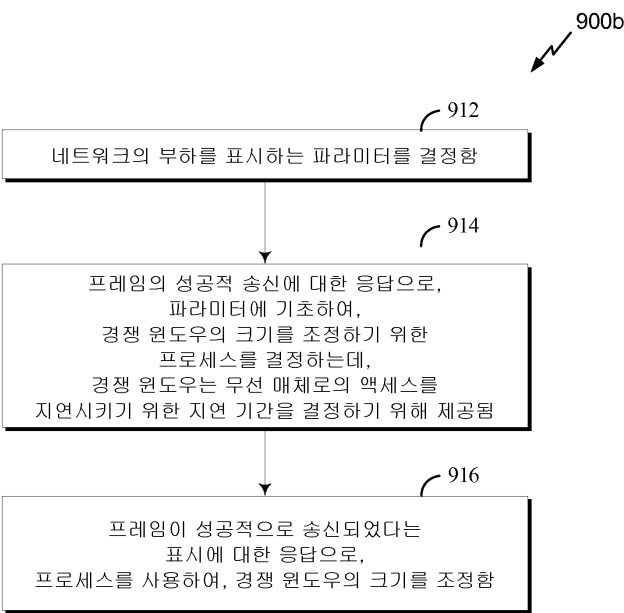 900b
912
네트워크의 부하를 표시하는 파라미터를 결정함
914
프레임의 성공적 송신에 대한 응답으로,
파라미터에 기초하여,
경쟁 윈도우의 크기를 조정하기 위한
프로세스를 결정하는데,
경쟁 윈도우는 무선 매체로의 액세스를
지연시키기 위한 지연 기간을 결정하기 위해 제공됨
916
프레임이 성공적으로 송신되었다는
표시에 대한 응답으로,
프로세스를 사용하여, 경쟁 윈도우의 크기를 조정함